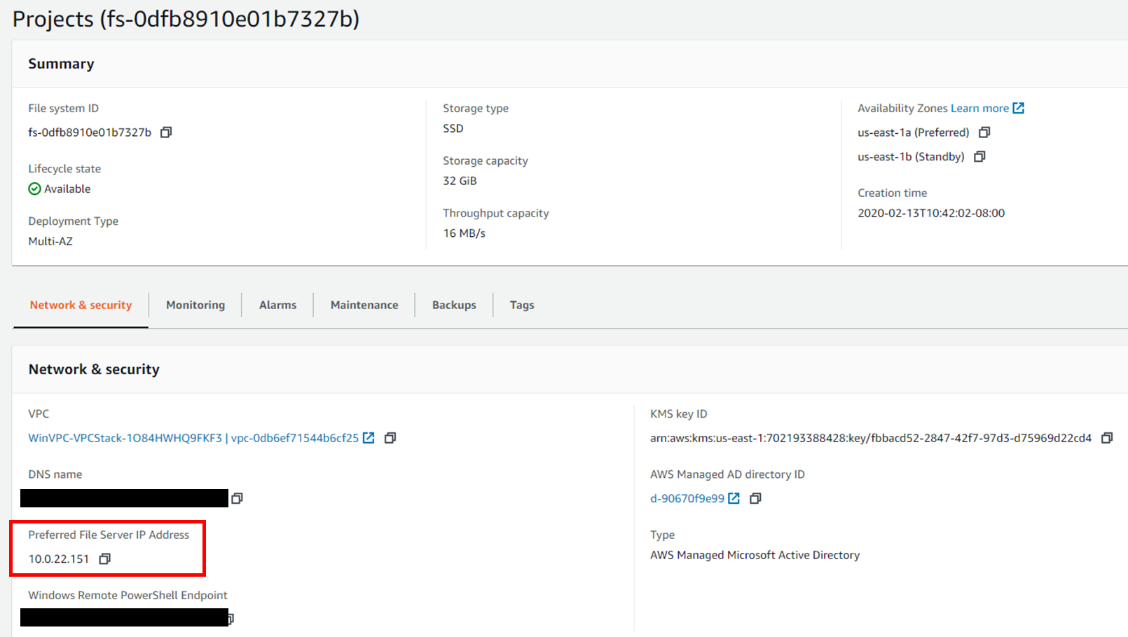 Projects (fs-0dfb8910e01b7327b)
Summary
File system ID
fs-0dfb8910e01b7327b
Lifecycle state
Available
Deployment Type
Multi-AZ
Storage type
SSD
Storage capacity
32 GiB
Throughput capacity
16 MB/s
Availability Zones Learn more
us-east-1a (Preferred)
us-east-1b (Standby)
Creation time
2020-02-13T10:42:02-08:00
Network & security
Monitoring
Alarms
Maintenance
Backups
Tags
Network & security
VPC
WinVPC-VPCStack-1O84HWHQ9FKF3 | vpc-0db6ef71544b6cf25
DNS name
Preferred File Server IP Address
10.0.22.151
Windows Remote PowerShell Endpoint
KMS key ID
arn:aws:kms:us-east-1:702193388428:key/fbbacd52-2847-42f7-97d3-d75969d22cd4
AWS Managed AD directory ID
d-90670f9e99
Type
AWS Managed Microsoft Active Directory